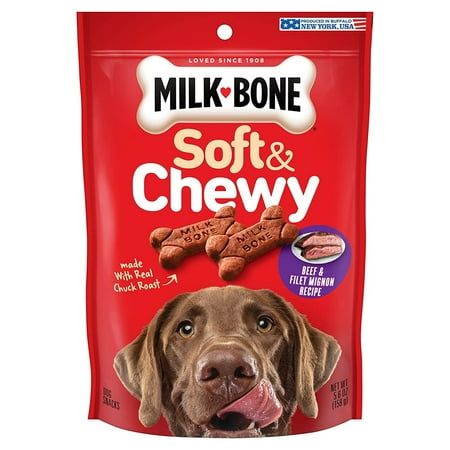 PRODUCED IN BUFFALO
NEW YORK, USA
LOVED SINCE 1908
MILK BONE
Soft &
Chewy
MILK
BONE
MILK
BONE
made
With Real
Chuck Roast
BEEF &
FILET MIGNON
RECIPE
DOG
SNACKS
NET WT
5.6 OZ
(158 g)